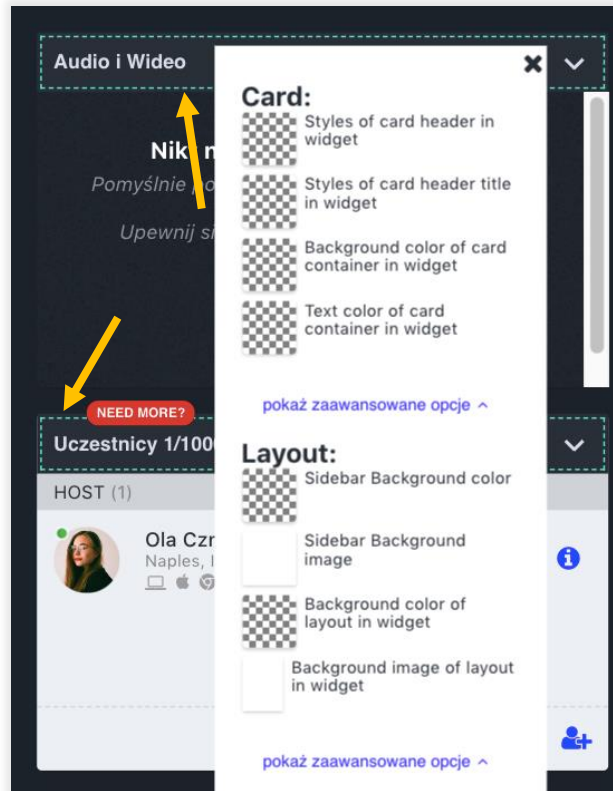 Audio i Wideo
Card:
Styles of card header in
widget
Styles of card header title
in widget
Background color of card
container in widget
Text color of card
container in widget
pokaż zaawansowane opcje
Layout:
Sidebar Background color
Sidebar Background
image
Background color of
layout in widget
Background image of layout
in widget
pokaż zaawansowane opcje
Pomyślnie
Upewnij
NEED MORE?
Uczestnicy 1/100
HOST (1)
Ola
Naples,